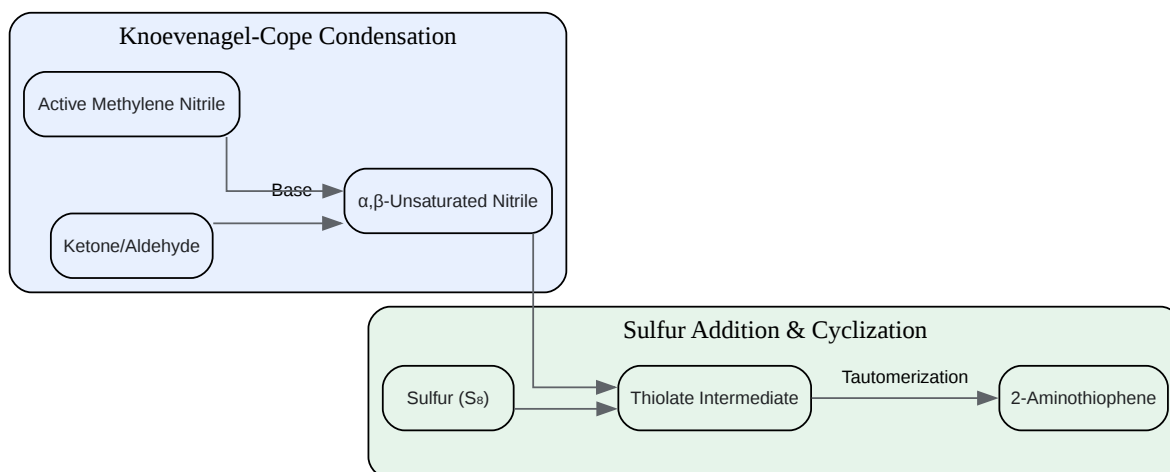 Knoevenagel-Cope Condensation
Active Methylene Nitrile
Base
α,β-Unsaturated Nitrile
Ketone/Aldehyde
Sulfur Addition & Cyclization
Sulfur (S₈)
Thiolate Intermediate
Tautomerization
2-Aminothiophene